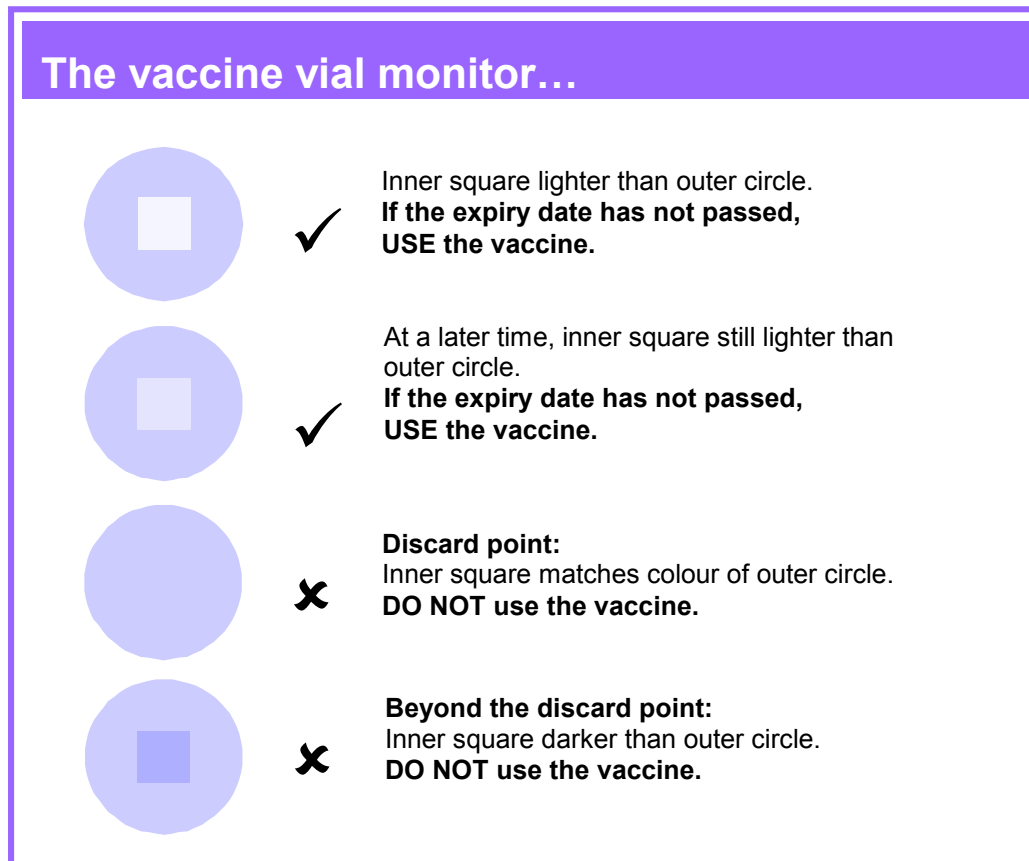 The vaccine vial monitor…
Inner square lighter than outer circle.
If the expiry date has not passed,
USE the vaccine.
At a later time, inner square still lighter than
outer circle.
If the expiry date has not passed,
USE the vaccine.
Discard point:
Inner square matches colour of outer circle.
DO NOT use the vaccine.
Beyond the discard point:
Inner square darker than outer circle.
DO NOT use the vaccine.